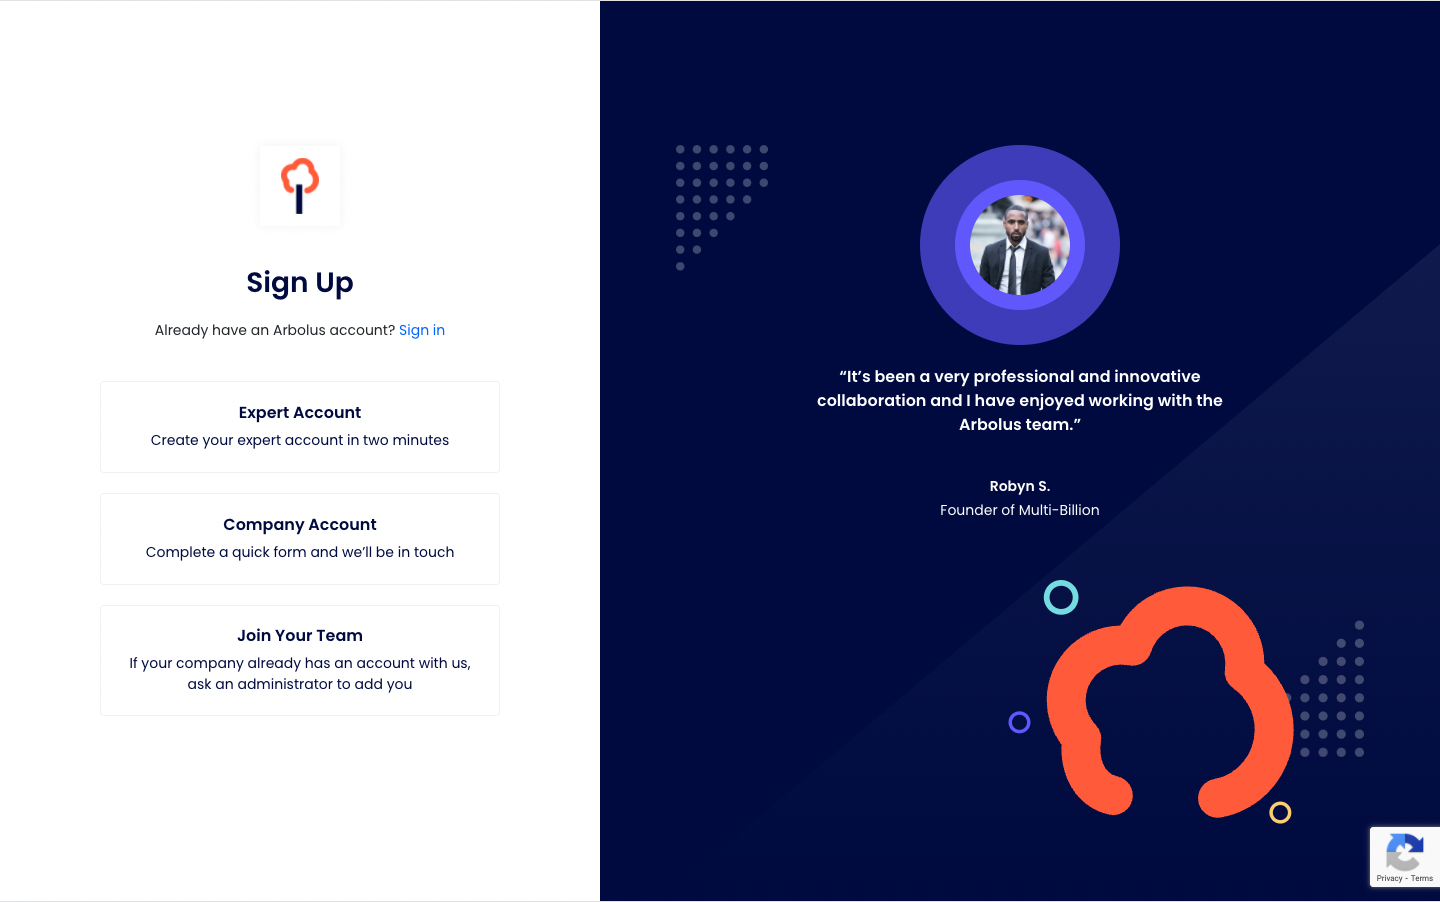 Sign Up
Already have an Arbolus account? Sign in
Expert Account
Create your expert account in two minutes
Company Account
Complete a quick form and we’ll be in touch
Join Your Team
If your company already has an account with us,
ask an administrator to add you
“It’s been a very professional and innovative
collaboration and I have enjoyed working with the
Arbolus team.”
Robyn S.
Founder of Multi-Billion
Privacy - Terms